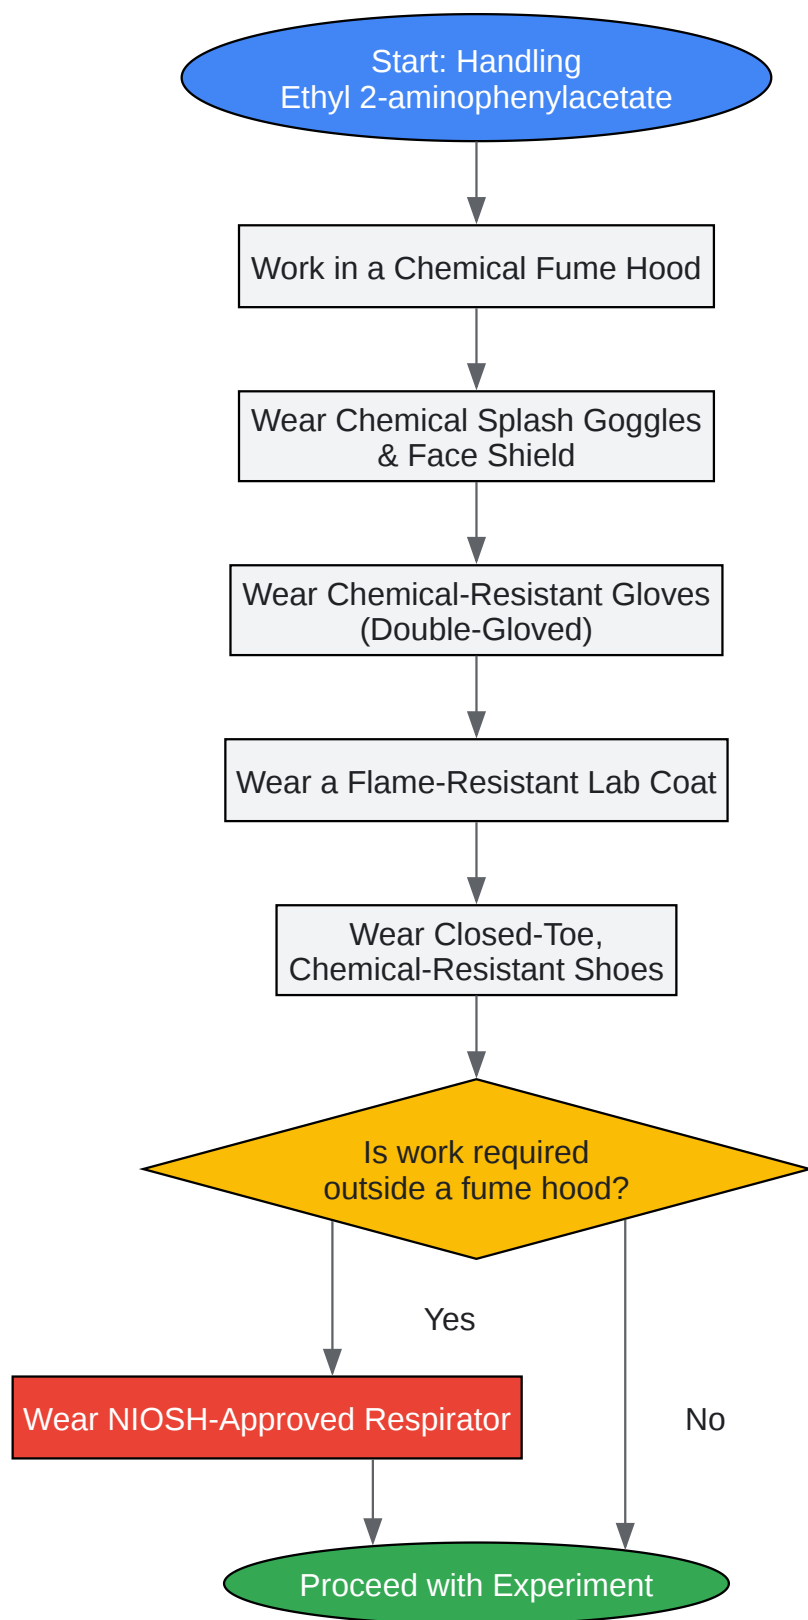 Start: Handling
Ethyl 2-aminophenylacetate
Work in a Chemical Fume Hood
Wear Chemical Splash Goggles
& Face Shield
Wear Chemical-Resistant Gloves
(Double-Gloved)
Wear a Flame-Resistant Lab Coat
Wear Closed-Toe,
Chemical-Resistant Shoes
Is work required
outside a fume hood?
Yes
Wear NIOSH-Approved Respirator
No
Proceed with Experiment